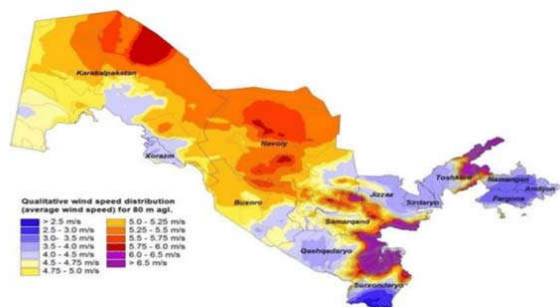 Karakalpakstan
Navoiy
Xorazm
Toshkent
Namangan
Andijon
Fargona
Jizzax
Sirdaryo
Buxoro
Samarqand
Qashqadaryo
Surxondaryo
Qualitative wind speed distribution
(average wind speed) for 80 m agl.
> 2.5 m/s
2.5 - 3.0 m/s
3.0- 3.5 m/s
3.5 - 4.0 m/s
4.0 - 4.5 m/s
4.5 - 4.75 m/s
4.75 - 5.0 m/s
5.0 - 5.25 m/s
5.25 - 5.5 m/s
5.5 - 5.75 m/s
5.75 - 6.0 m/s
6.0 - 6.5 m/s
> 6.5 m/s